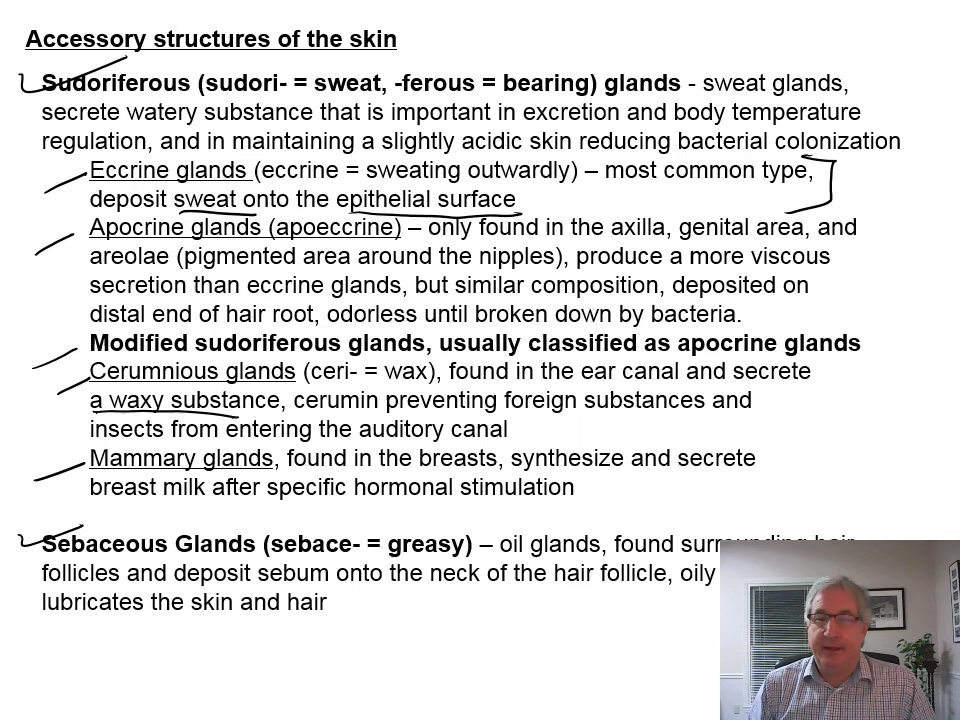 Accessory structures of the skin
Sudoriferous (sudori- = sweat, -ferous = bearing) glands - sweat glands,
secrete watery substance that is important in excretion and body temperature
regulation, and in maintaining a slightly acidic skin reducing bacterial colonization
Eccrine glands (eccrine = sweating outwardly) – most common type,
deposit sweat onto the epithelial surface
Apocrine glands (apoeccrine) – only found in the axilla, genital area, and
areolae (pigmented area around the nipples), produce a more viscous
secretion than eccrine glands, but similar composition, deposited on
distal end of hair root, odorless until broken down by bacteria.
Modified sudoriferous glands, usually classified as apocrine glands
Cerumnious glands (ceri- = wax), found in the ear canal and secrete
a waxy substance, cerumin preventing foreign substances and
insects from entering the auditory canal
Mammary glands, found in the breasts, synthesize and secrete
breast milk after specific hormonal stimulation
Sebaceous Glands (sebace- = greasy) – oil glands, found surrounding hair
follicles and deposit sebum onto the neck of the hair follicle, oily
lubricates the skin and hair